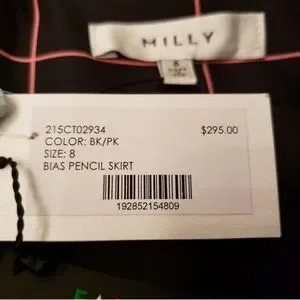 MILLY
8
215CT02934
$295.00
COLOR: BK/PK
SIZE: 8
BIAS PENCIL SKIRT
192852154809